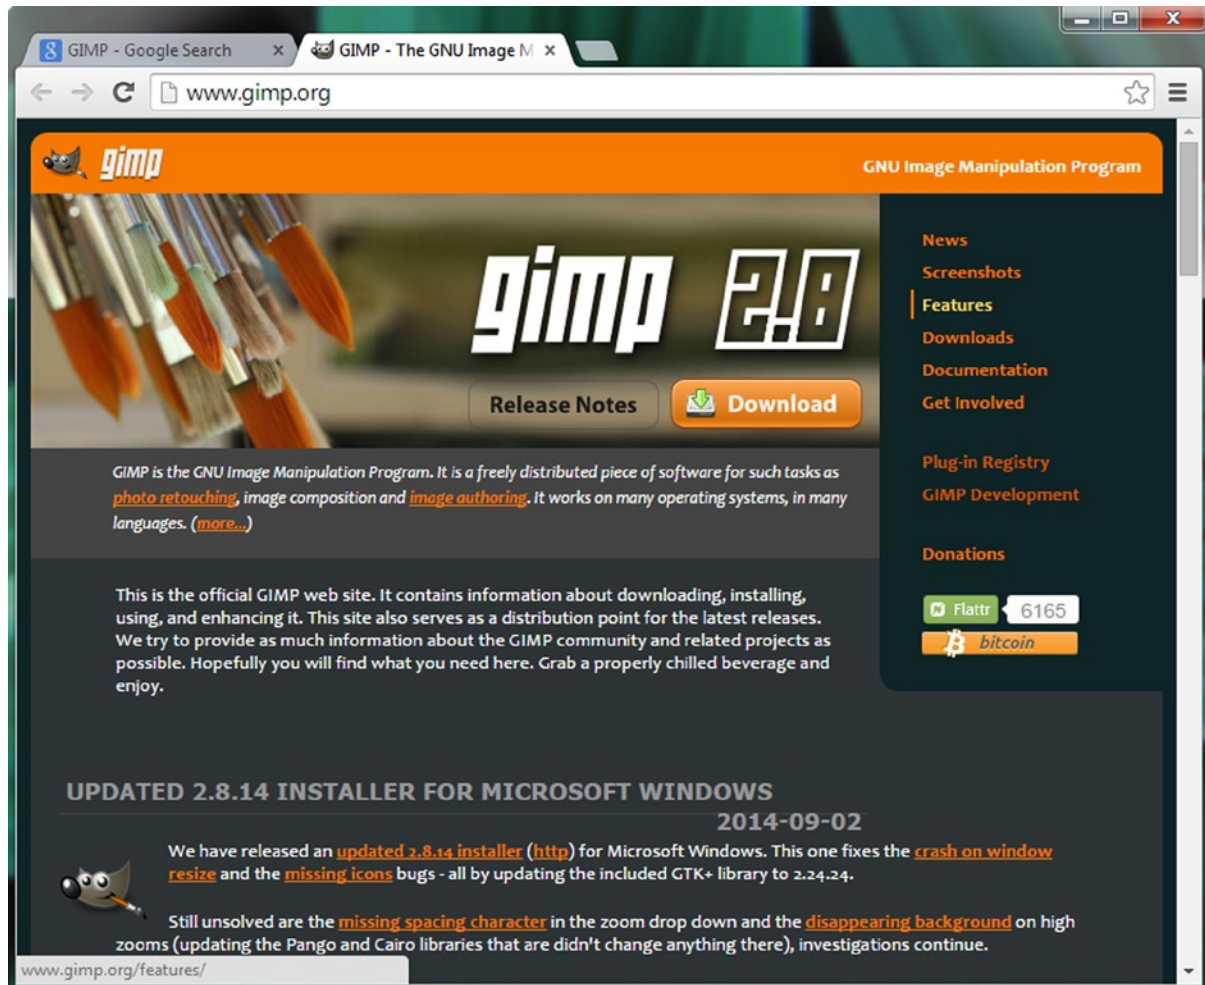 GIMP - Google Search
GIMP - The GNU Image M
www.gimp.org
gimp
GNU Image Manipulation Program
gimp 2.8
Release Notes
Download
News
Screenshots
Features
Downloads
Documentation
Get Involved
Plug-in Registry
GIMP Development
Donations
Flattr 6165
bitcoin
GIMP is the GNU Image Manipulation Program. It is a freely distributed piece of software for such tasks as
photo retouching, image composition and image authoring. It works on many operating systems, in many
languages. (more...)
This is the official GIMP web site. It contains information about downloading, installing,
using, and enhancing it. This site also serves as a distribution point for the latest releases.
We try to provide as much information about the GIMP community and related projects as
possible. Hopefully you will find what you need here. Grab a properly chilled beverage and
enjoy.
UPDATED 2.8.14 INSTALLER FOR MICROSOFT WINDOWS
2014-09-02
We have released an updated 2.8.14 installer (http) for Microsoft Windows. This one fixes the crash on window
resize and the missing icons bugs - all by updating the included GTK+ library to 2.24.24.
Still unsolved are the missing spacing character in the zoom drop down and the disappearing background on high
zooms (updating the Pango and Cairo libraries that are didn't change anything there), investigations continue.
www.gimp.org/features/